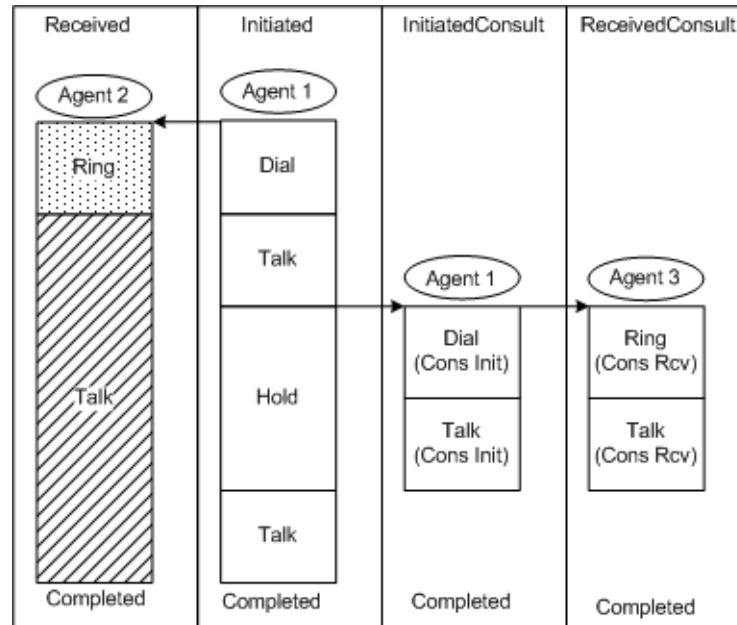 Received
Initiated
InitiatedConsult
ReceivedConsult
Agent 2
Agent 1
Ring
Dial
Talk
Talk
Agent 1
Agent 3
Dial
(Cons Init)
Ring
(Cons Rcv)
Hold
Talk
(Cons Init)
Talk
(Cons Rcv)
Talk
Completed
Completed
Completed
Completed